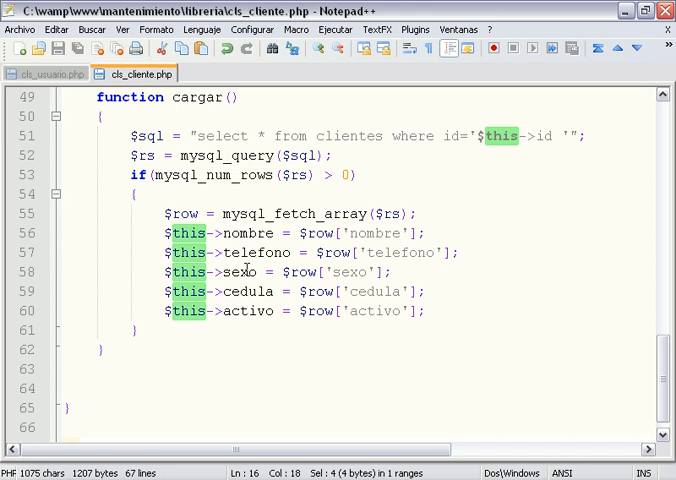 C:\wamp\www\mantenimiento\libreria\cls_cliente.php - Notepad++
Archivo Editar Buscar Ver Formato Lenguaje Configurar Macro Ejecutar TextFX Plugins Ventanas ? X
cls_usuario.php cls_cliente.php
49 function cargar()
50 {
51 $sql = "select * from clientes where id='$this->id '";
52 $rs = mysql_query($sql);
53 if(mysql_num_rows($rs) > 0)
54 {
55 $row = mysql_fetch_array($rs);
56 $this->nombre = $row['nombre'];
57 $this->telefono = $row['telefono'];
58 $this->sexo = $row['sexo'];
59 $this->cedula = $row['cedula'];
60 $this->activo = $row['activo'];
61 }
62 }
63
64
65 }
66
PHP 1075 chars 1207 bytes 67 lines Ln : 16 Col : 18 Sel : 4 (4 bytes) in 1 ranges Dos\Windows ANSI INS